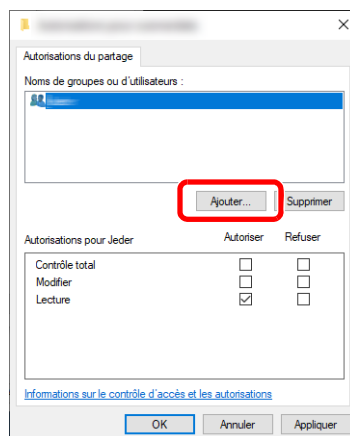 Autorisations du partage
Noms de groupes ou d'utilisateurs :
Ajouter... Supprimer
Autorisations pour Jeder Autoriser Refuser
Contrôle total
Modifier
Lecture
Informations sur le contrôle d'accès et les autorisations
OK Annuler Appliquer